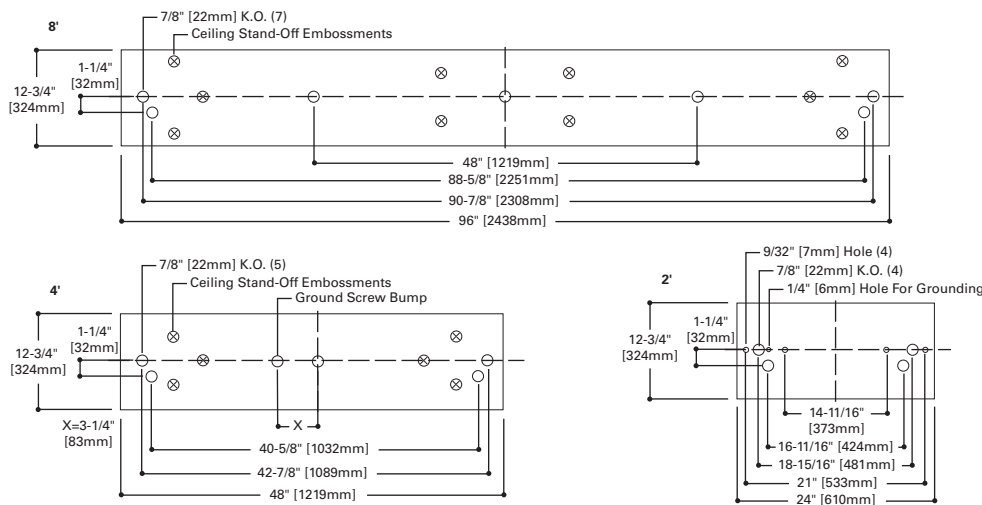 8'
7/8" [22mm] K.O. (7)
Ceiling Stand-Off Embossments
1-1/4"
[32mm]
12-3/4"
[324mm]
48" [1219mm]
88-5/8" [2251mm]
90-7/8" [2308mm]
96" [2438mm]
4'
7/8" [22mm] K.O. (5)
Ceiling Stand-Off Embossments
Ground Screw Bump
1-1/4"
[32mm]
12-3/4"
[324mm]
X=3-1/4"
[83mm]
X
40-5/8" [1032mm]
42-7/8" [1089mm]
48" [1219mm]
2'
9/32" [7mm] Hole (4)
7/8" [22mm] K.O. (4)
1/4" [6mm] Hole For Grounding
1-1/4"
[32mm]
12-3/4"
[324mm]
14-11/16"
[373mm]
16-11/16" [424mm]
18-15/16" [481mm]
21" [533mm]
24" [610mm]